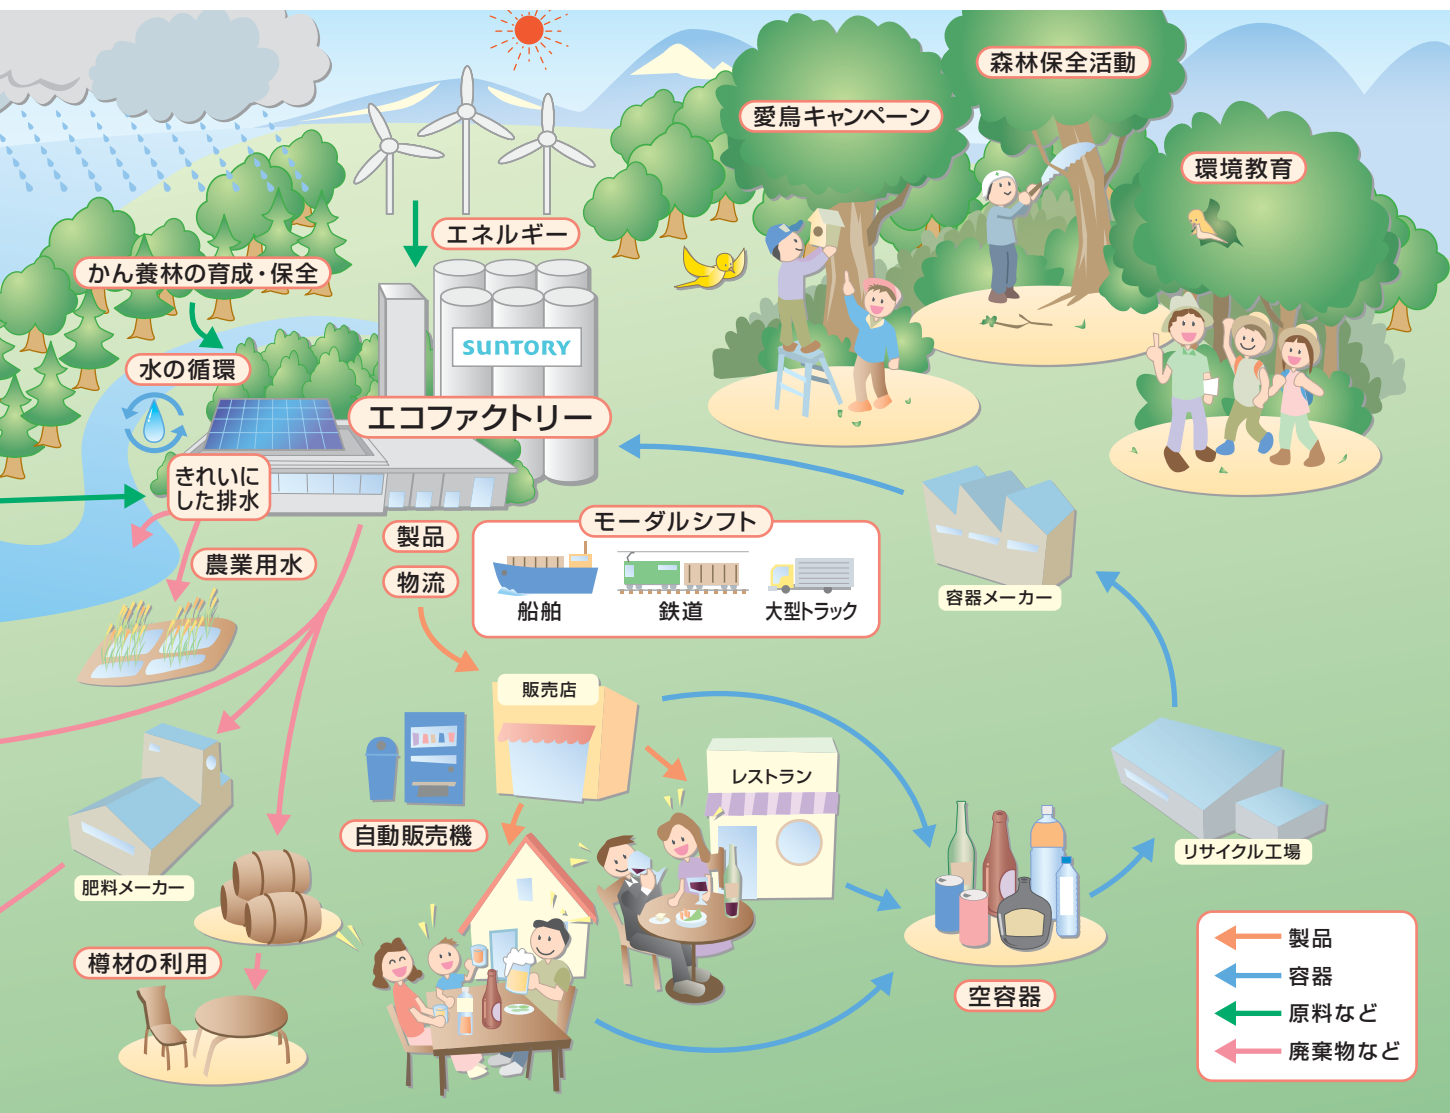 森林保全活動
愛鳥キャンペーン
環境教育
エネルギー
かん養林の育成・保全
SUNTORY
水の循環
エコファクトリー
きれいに
した排水
製品
モーダルシフト
農業用水
物流
船舶
鉄道
大型トラック
容器メーカー
販売店
レストラン
自動販売機
リサイクル工場
肥料メーカー
樽材の利用
空容器
製品
容器
原料など
廃棄物など